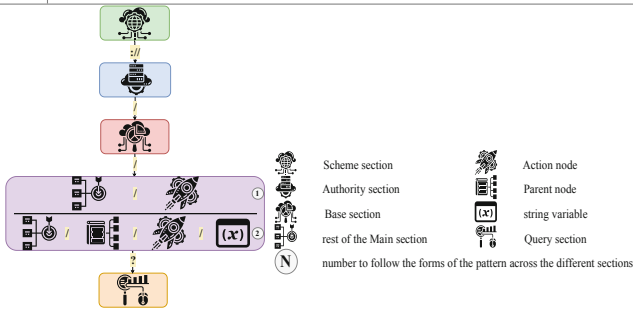 ://
/
/
/ ①
/ / / (x) ②
?
Scheme section Action node
Authority section Parent node
Base section (x) string variable
rest of the Main section Query section
N number to follow the forms of the pattern across the different sections